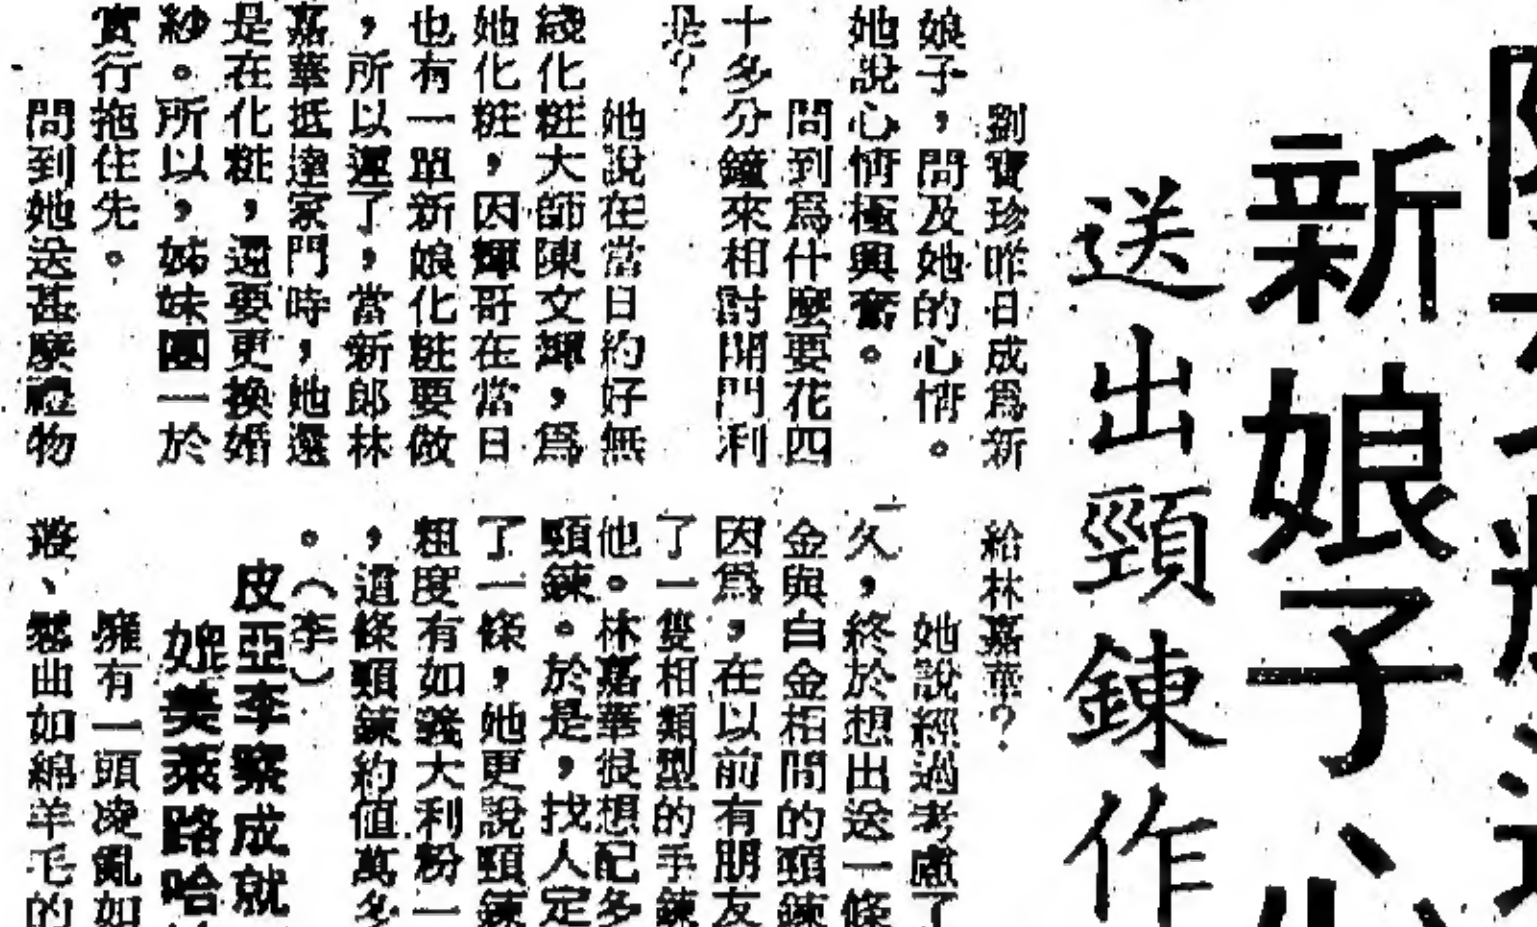 新娘子心
送出頸鍊作
劉寶珍昨日成為新
娘子，問及她的心情。
她說心情極興奮。
問到為什麼要花四
十多分鐘來相討開門利
是？
她說在當日約好無
綫化粧大師陳文輝，為
她化粧，因輝哥在當日
也有一單新娘化粧要做
，所以遲了，當新郎林
嘉華抵達家門時，她還
是在化粧，還要更換婚
紗。所以，姊妹團一於
實行拖住先。
問到她送甚麼禮物
給林嘉華？
她說經過考慮了
久，終於想出送一條
金與白金相間的頸鍊
因為，在以前有朋友
了一隻相類型的手鍊
他。林嘉華很想配多
頸鍊。於是，找人定
了一條，她更說頸鍊
粗度有如義大利粉一
，這條頸鍊約值萬多
。（李）
皮亞李察成就
媲美萊路哈
擁有一頭凌亂如
叢、鬈曲如綿羊毛的